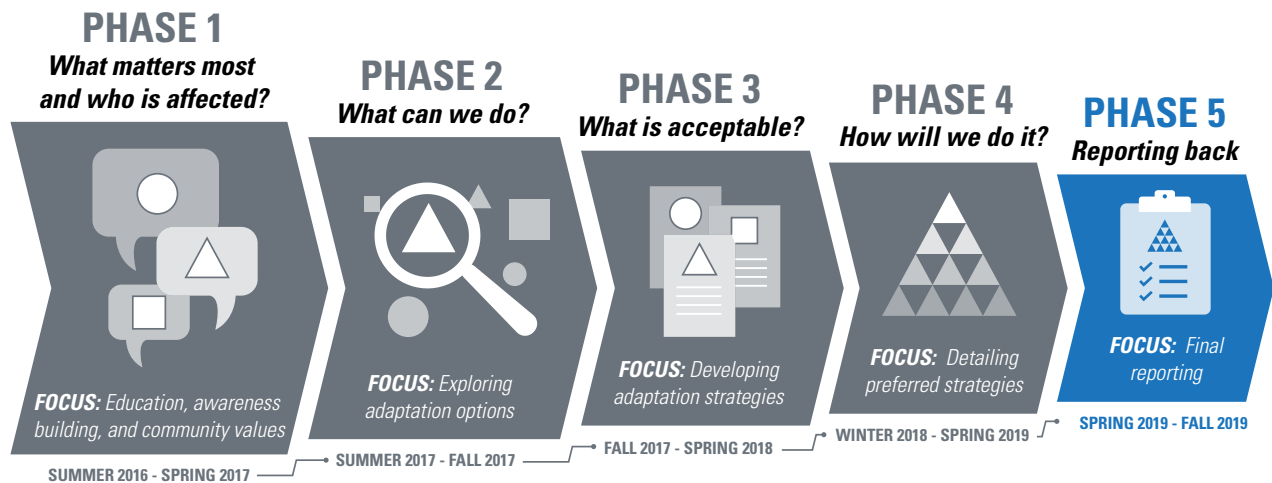 PHASE 1
What matters most
and who is affected?
FOCUS: Education, awareness
building, and community values
SUMMER 2016 - SPRING 2017
PHASE 2
What can we do?
FOCUS: Exploring
adaptation options
SUMMER 2017 - FALL 2017
PHASE 3
What is acceptable?
FOCUS: Developing
adaptation strategies
FALL 2017 - SPRING 2018
PHASE 4
How will we do it?
FOCUS: Detailing
preferred strategies
WINTER 2018 - SPRING 2019
PHASE 5
Reporting back
FOCUS: Final
reporting
SPRING 2019 - FALL 2019